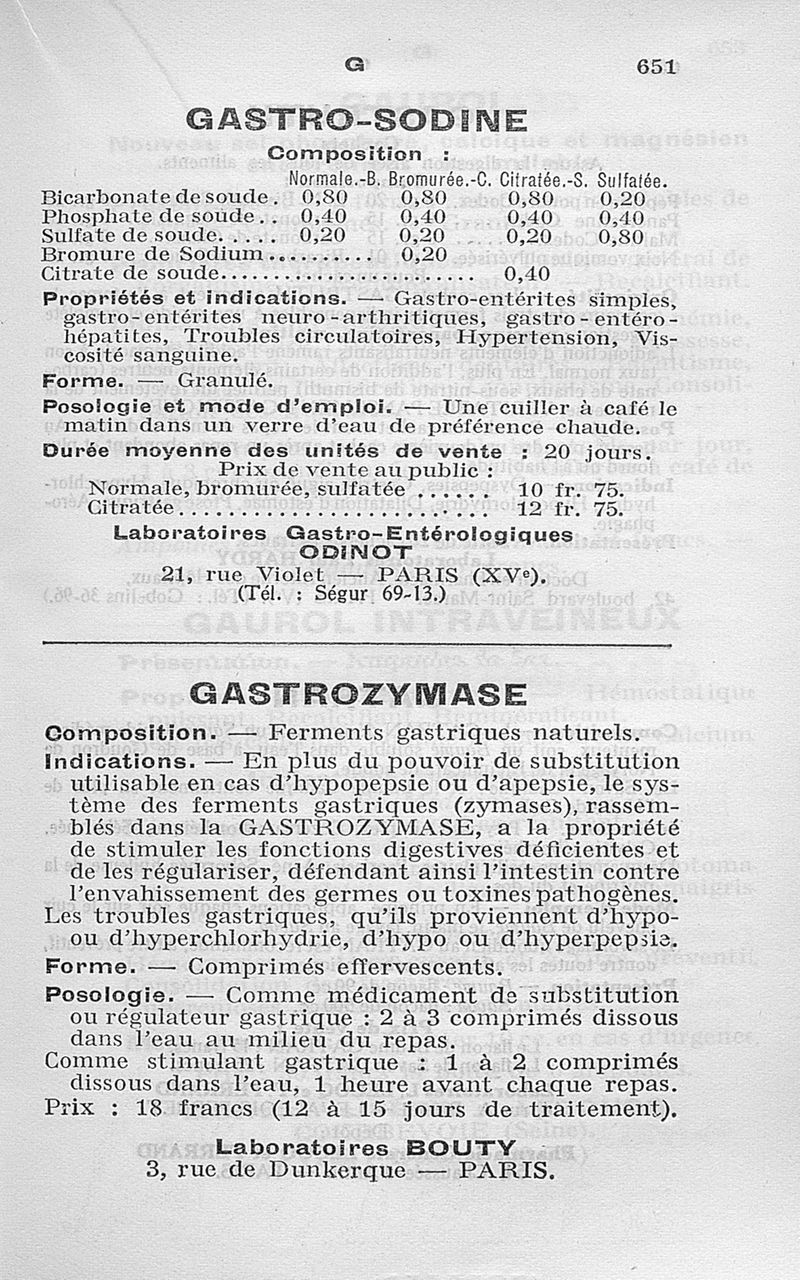 G 651
GASTRO-SODINE
Composition :
Normale.-B. Bromurée.-C. Citratée.-S. Sulfatée.
Bicarbonate de soude . 0,80 0,80 0,80 0,20
Phosphate de soude . . 0,40 0,40 0,40 0,40
Sulfate de soude. . . . . 0,20 0,20 0,20 0,80
Bromure de Sodium .......... 0,20
Citrate de soude........................ 0,40
Propriétés et indications. — Gastro-entérites simples,
gastro-entérites neuro-arthritiques, gastro-entéro-
hépatites, Troubles circulatoires, Hypertension, Vis-
cosité sanguine.
Forme. — Granulé.
Posologie et mode d'emploi. — Une cuiller à café le
matin dans un verre d'eau de préférence chaude.
Durée moyenne des unités de vente : 20 jours.
Prix de vente au public :
Normale, bromurée, sulfatée . . . . . . 10 fr. 75.
Citratée............................ 12 fr. 75.
Laboratoires Gastro-Entérologiques
ODINOT
21, rue Violet — PARIS (XVe).
(Tél. : Ségur 69-13.)
GASTROZYMASE
Composition. — Ferments gastriques naturels.
Indications. — En plus du pouvoir de substitution
utilisable en cas d'hypopepsie ou d'apepsie, le sys-
tème des ferments gastriques (zymases), rassem-
blés dans la GASTROZYMASE, a la propriété
de stimuler les fonctions digestives déficientes et
de les régulariser, défendant ainsi l'intestin contre
l'envahissement des germes ou toxines pathogènes.
Les troubles gastriques, qu'ils proviennent d'hypo-
ou d'hyperchlorhydrie, d'hypo ou d'hyperpepsie.
Forme. — Comprimés effervescents.
Posologie. — Comme médicament de substitution
ou régulateur gastrique : 2 à 3 comprimés dissous
dans l'eau au milieu du repas.
Comme stimulant gastrique : 1 à 2 comprimés
dissous dans l'eau, 1 heure avant chaque repas.
Prix : 18 francs (12 à 15 jours de traitement).
Laboratoires BOUTY
3, rue de Dunkerque — PARIS.